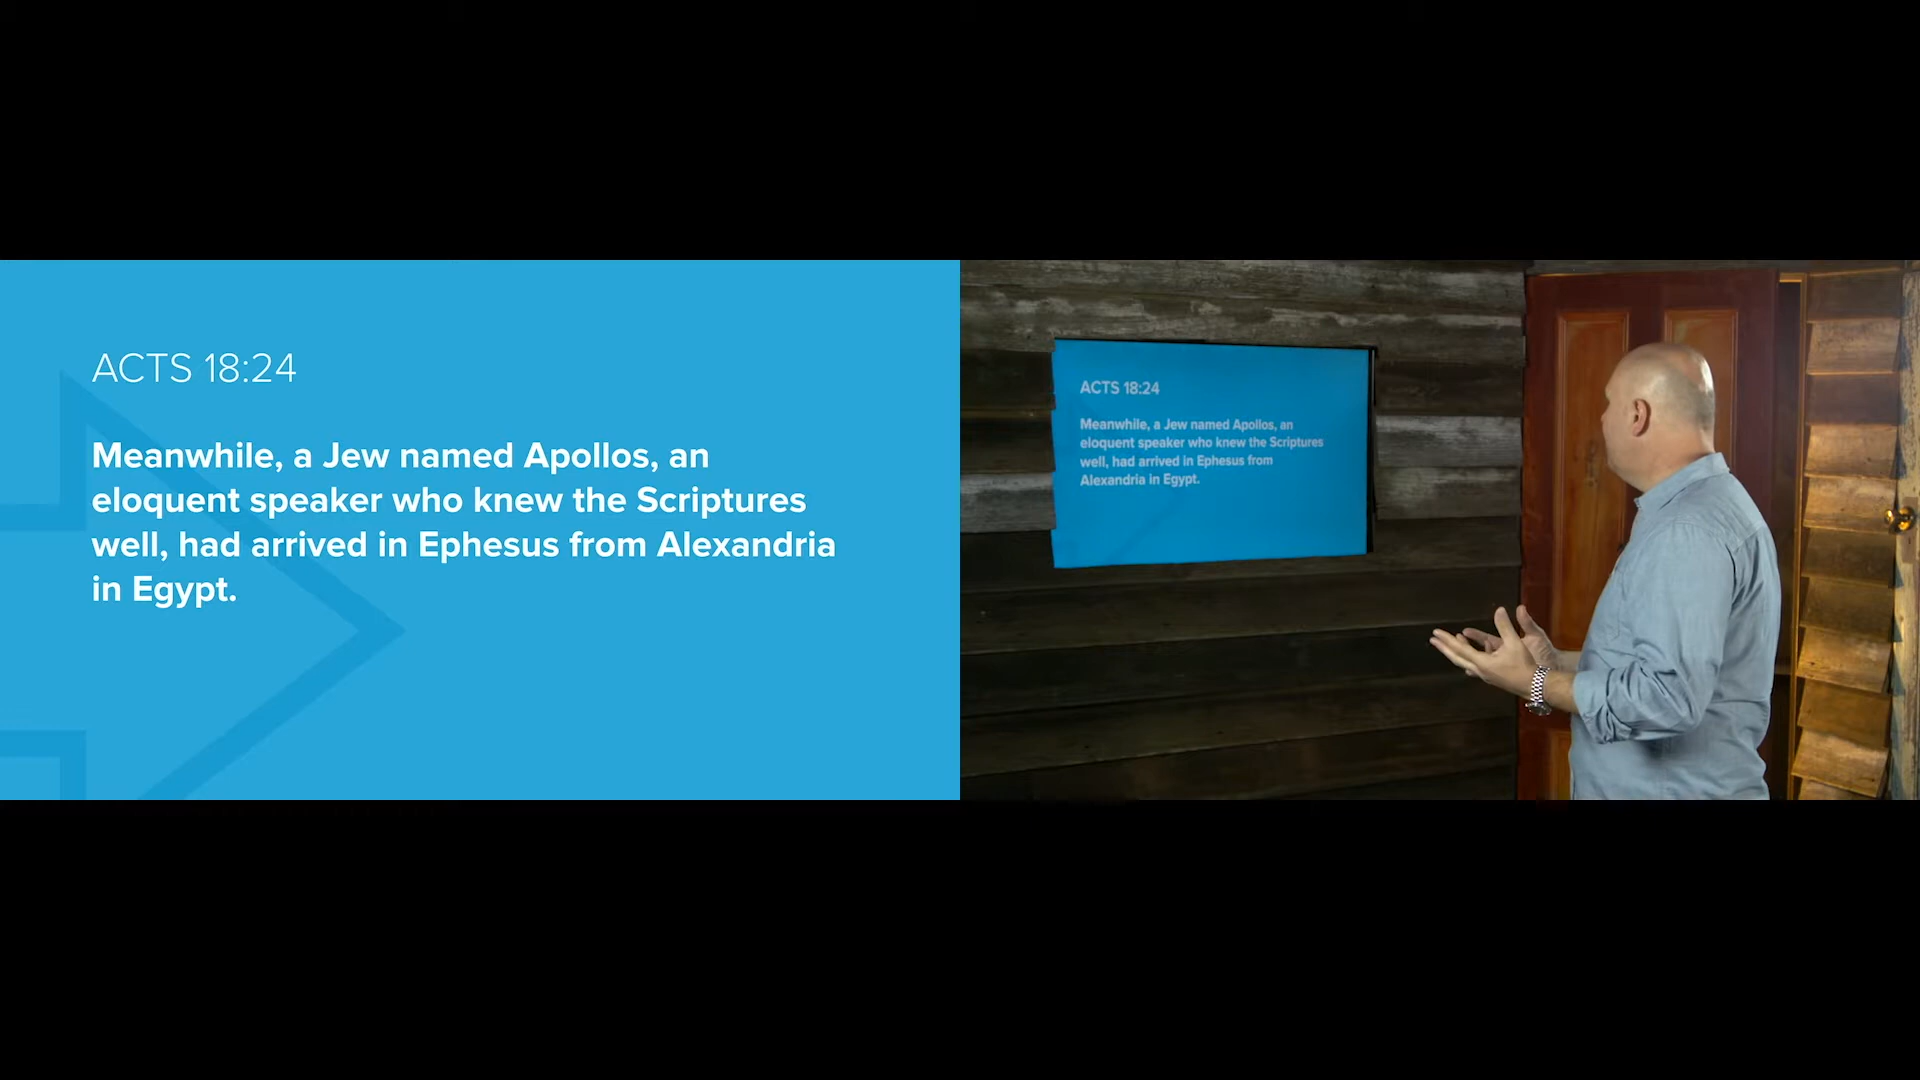 ACTS 18:24
Meanwhile, a Jew named Apollos, an
eloquent speaker who knew the Scriptures
well, had arrived in Ephesus from Alexandria
in Egypt.
ACTS 18:24
Meanwhile, a Jew named Apollos, an
eloquent speaker who knew the Scriptures
well, had arrived in Ephesus from
Alexandria in Egypt.